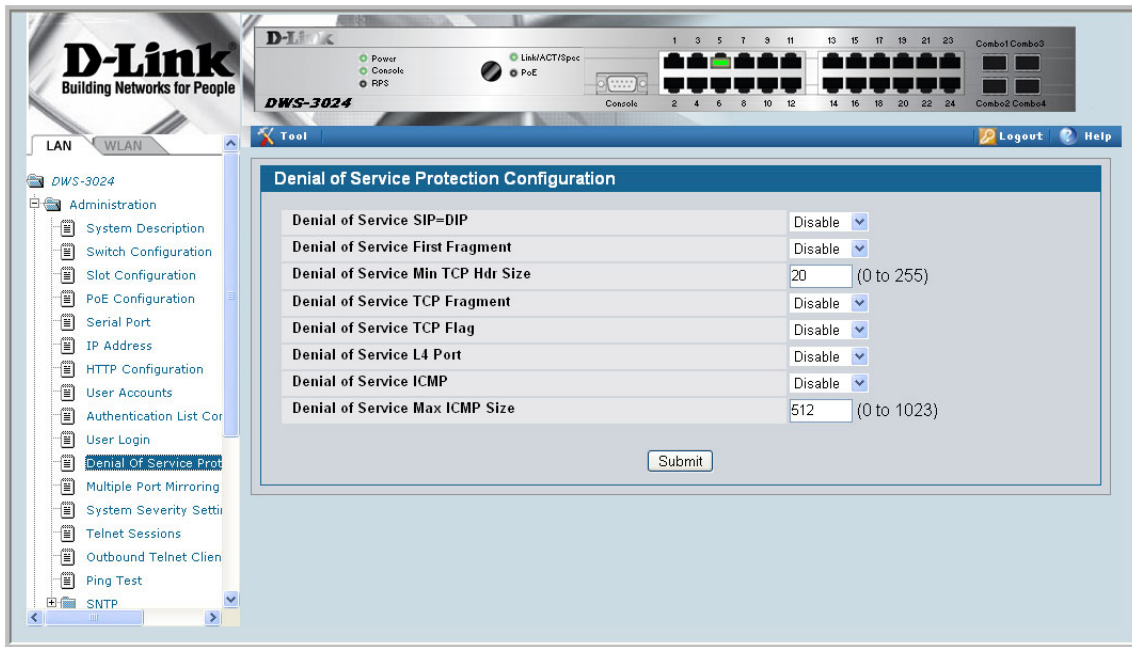 D-Link
Building Networks for People
D-Link
Power
Console
RPS
Link/ACT/Spec
PoE
Console
1 3 5 7 9 11 13 15 17 19 21 23
Combo1 Combo3
2 4 6 8 10 12 14 16 18 20 22 24
Combo2 Combo4
DWS-3024
LAN
WLAN
Tool
Logout
Help
DWS-3024
Administration
System Description
Switch Configuration
Slot Configuration
PoE Configuration
Serial Port
IP Address
HTTP Configuration
User Accounts
Authentication List Cor
User Login
Denial Of Service Prot
Multiple Port Mirroring
System Severity Setti
Telnet Sessions
Outbound Telnet Clien
Ping Test
SNTP
Denial of Service Protection Configuration
Denial of Service SIP=DIP Disable
Denial of Service First Fragment Disable
Denial of Service Min TCP Hdr Size 20 (0 to 255)
Denial of Service TCP Fragment Disable
Denial of Service TCP Flag Disable
Denial of Service L4 Port Disable
Denial of Service ICMP Disable
Denial of Service Max ICMP Size 512 (0 to 1023)
Submit